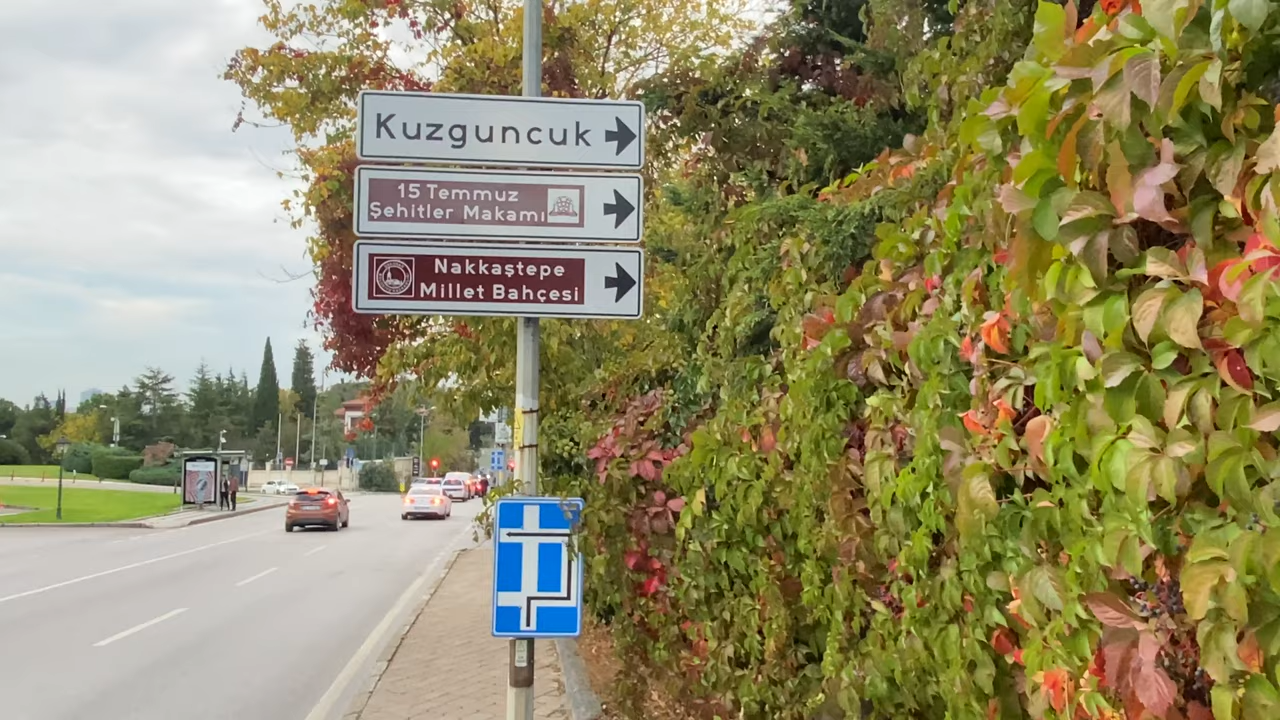 Kuzguncuk
15 Temmuz
Şehitler Makamı
Nakkaştepe
Millet Bahçesi